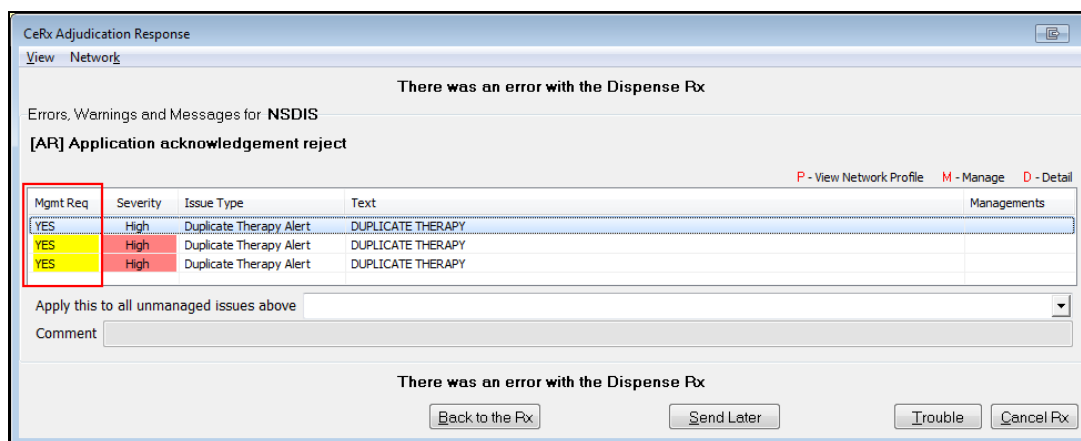 CeRx Adjudication Response
View Network
There was an error with the Dispense Rx
Errors, Warnings and Messages for NSDIS
[AR] Application acknowledgement reject
P - View Network Profile M - Manage D - Detail
Mgmt Req Severity Issue Type Text Managements
YES High Duplicate Therapy Alert DUPLICATE THERAPY
YES High Duplicate Therapy Alert DUPLICATE THERAPY
YES High Duplicate Therapy Alert DUPLICATE THERAPY
Apply this to all unmanaged issues above
Comment
There was an error with the Dispense Rx
Back to the Rx Send Later Trouble Cancel Rx